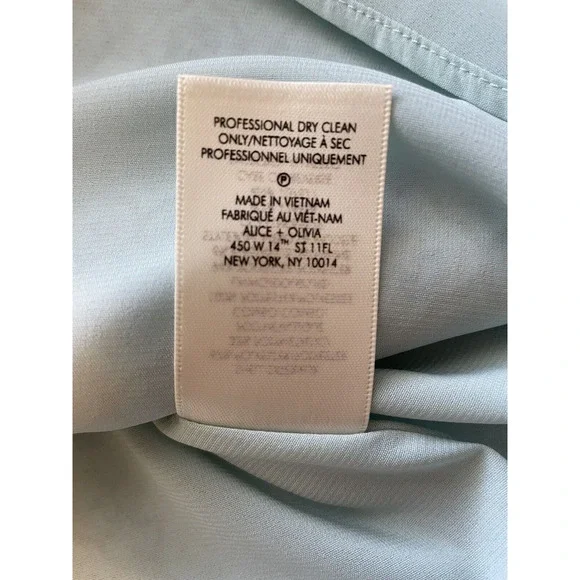 PROFESSIONAL DRY CLEAN
ONLY/NETTOYAGE À SEC
PROFESSIONNEL UNIQUEMENT
P
MADE IN VIETNAM
FABRIQUÉ AU VIÊT-NAM
ALICE + OLIVIA
450 W 14TH ST 11FL
NEW YORK, NY 10014